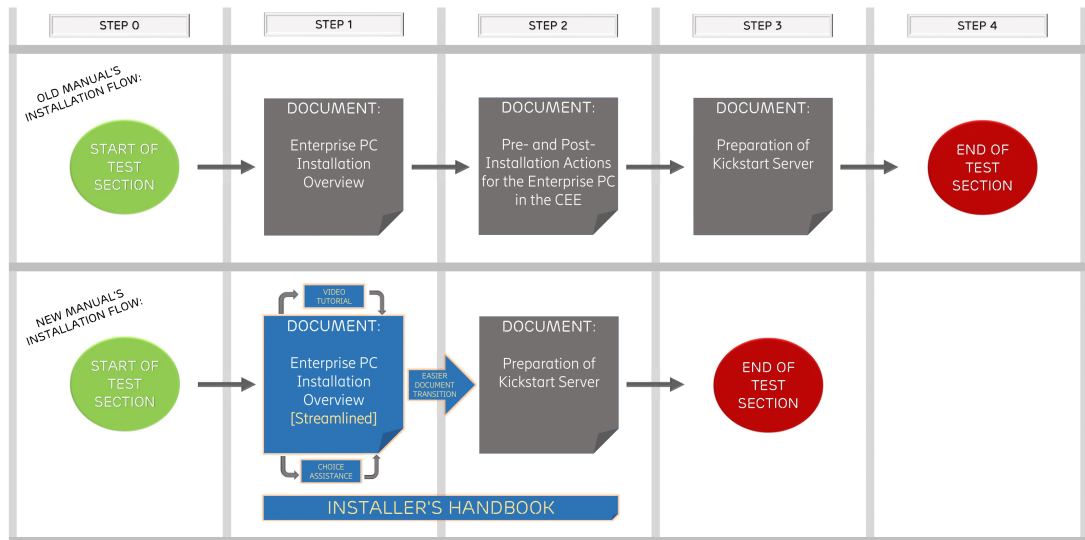 STEP 0
STEP 1
STEP 2
STEP 3
STEP 4
OLD MANUAL'S
INSTALLATION FLOW:
START OF
TEST
SECTION
DOCUMENT:
Enterprise PC
Installation
Overview
DOCUMENT:
Pre- and Post-
Installation Actions
for the Enterprise PC
in the CEE
DOCUMENT:
Preparation of
Kickstart Server
END OF
TEST
SECTION
NEW MANUAL'S
INSTALLATION FLOW:
START OF
TEST
SECTION
VIDEO
TUTORIAL
DOCUMENT:
Enterprise PC
Installation
Overview
[Streamlined]
CHOICE
ASSISTANCE
EASIER
DOCUMENT
TRANSITION
DOCUMENT:
Preparation of
Kickstart Server
END OF
TEST
SECTION
INSTALLER'S HANDBOOK